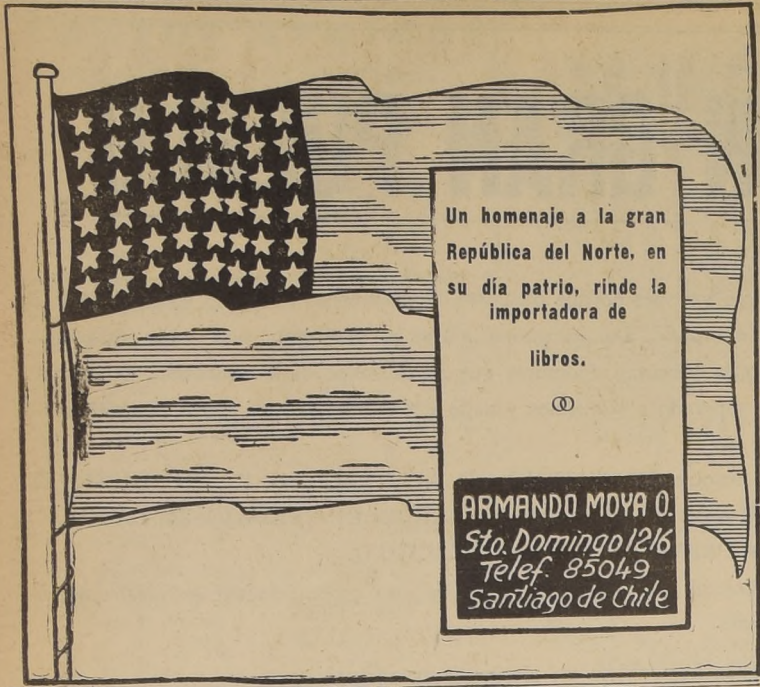 Un homenaje a la gran
República del Norte, en
su día patrio, rinde la
importadora de
libros.
ARMANDO MOYA O.
Sto. Domingo 1216
Telef. 85049
Santiago de Chile